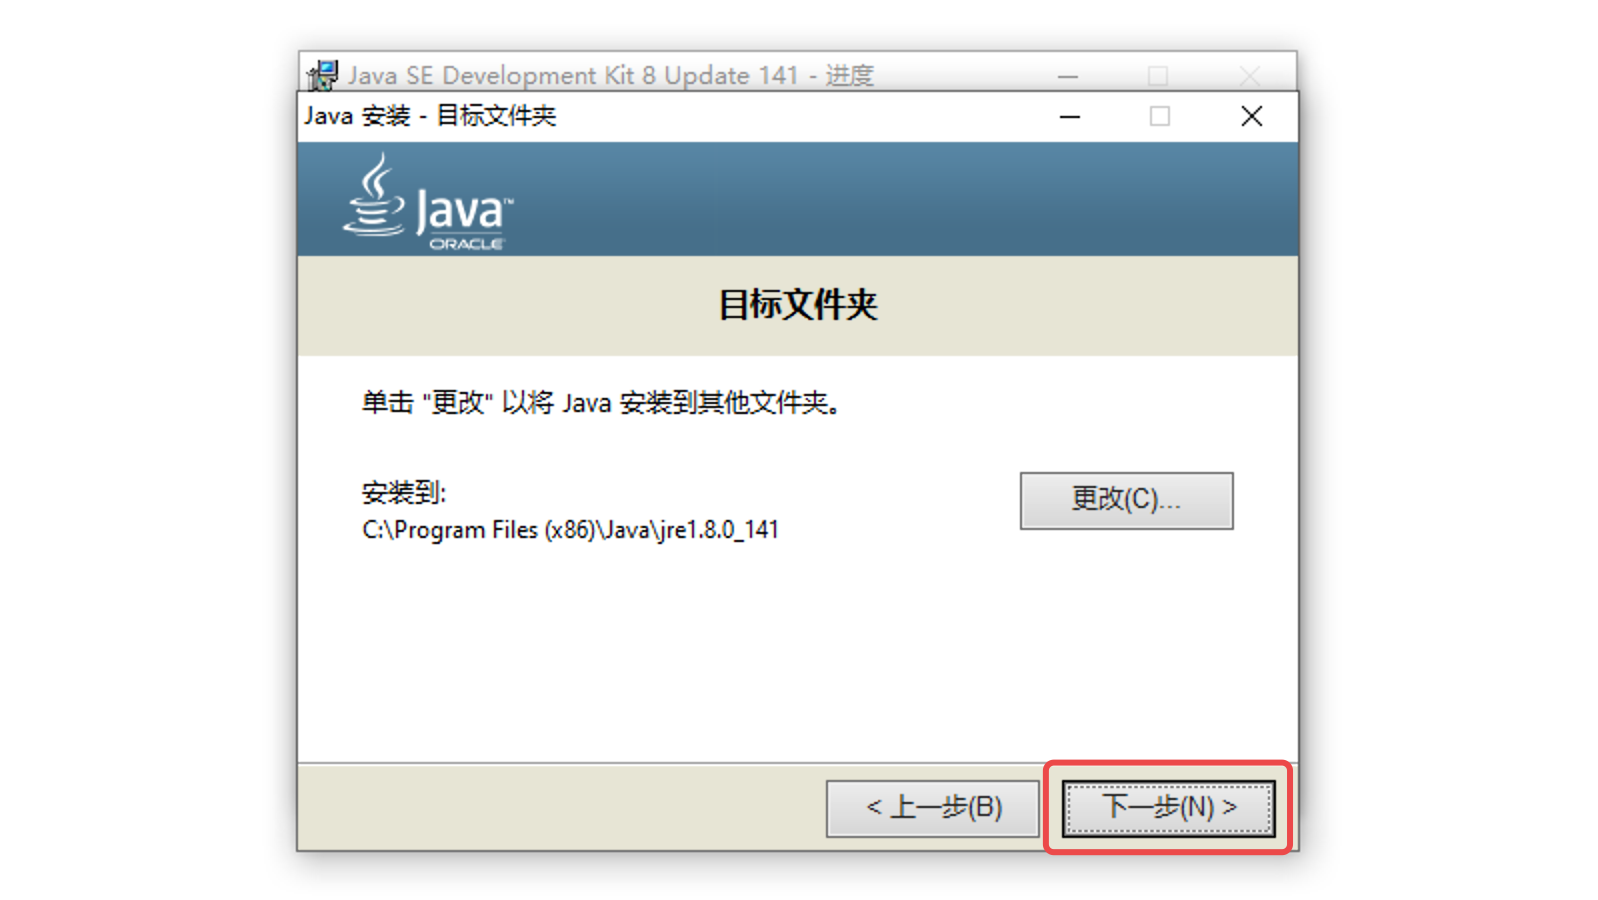 Java SE Development Kit 8 Update 141 - 进度
Java 安装 - 目标文件夹
Java™
ORACLE
目标文件夹
单击 "更改" 以将 Java 安装到其他文件夹。
安装到:
更改(C)...
C:\Program Files (x86)\Java\jre1.8.0_141
< 上一步(B)
下一步(N) >